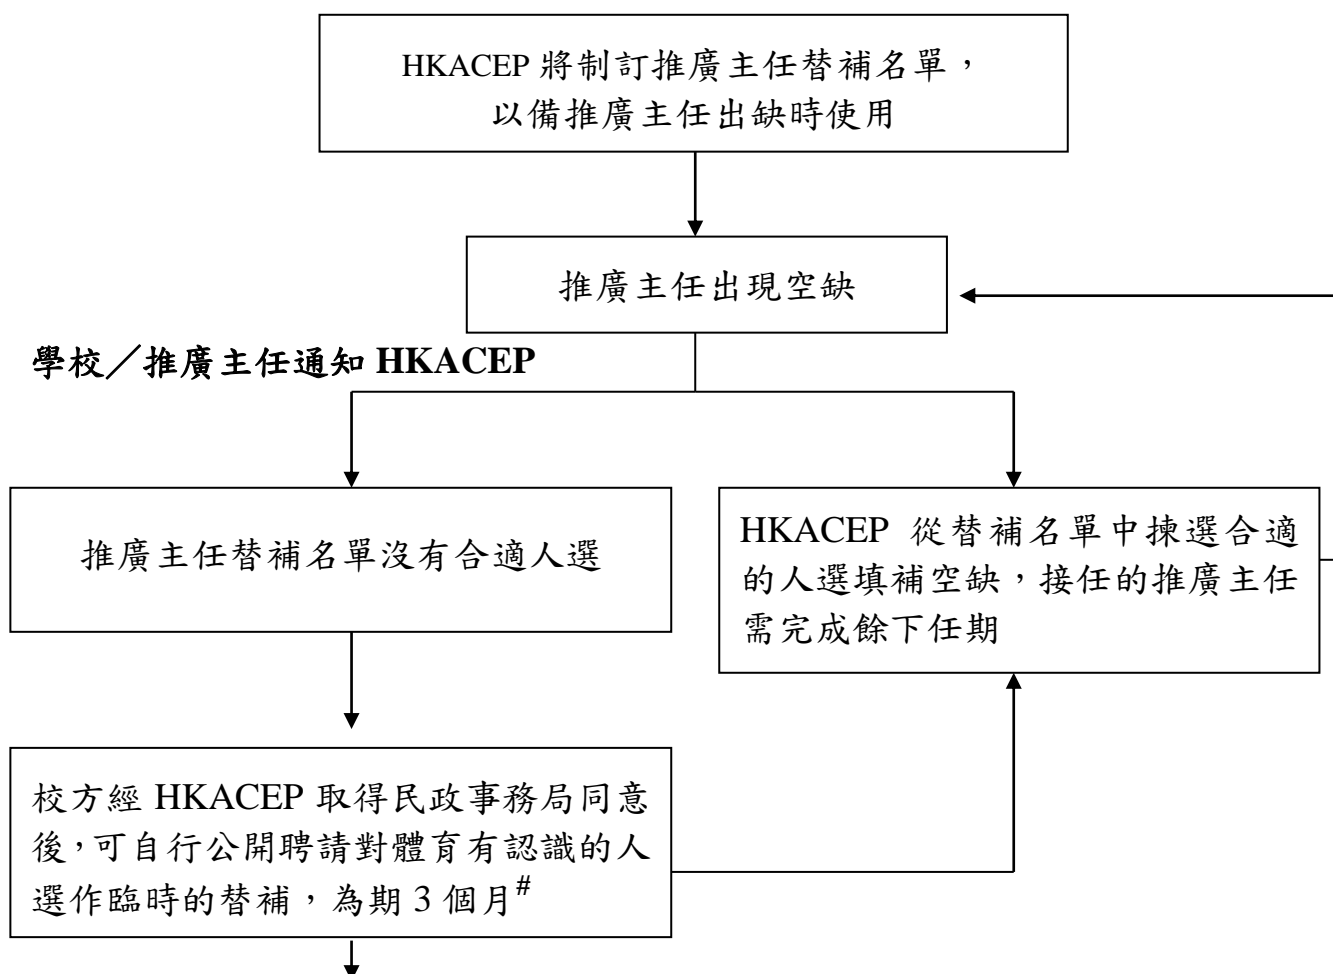 HKACEP 將制訂推廣主任替補名單，
以備推廣主任出缺時使用
推廣主任出現空缺
學校／推廣主任通知 HKACEP
推廣主任替補名單沒有合適人選
HKACEP 從替補名單中揀選合適
的人選填補空缺，接任的推廣主任
需完成餘下任期
校方經 HKACEP 取得民政事務局同意
後，可自行公開聘請對體育有認識的人
選作臨時的替補，為期 3 個月#